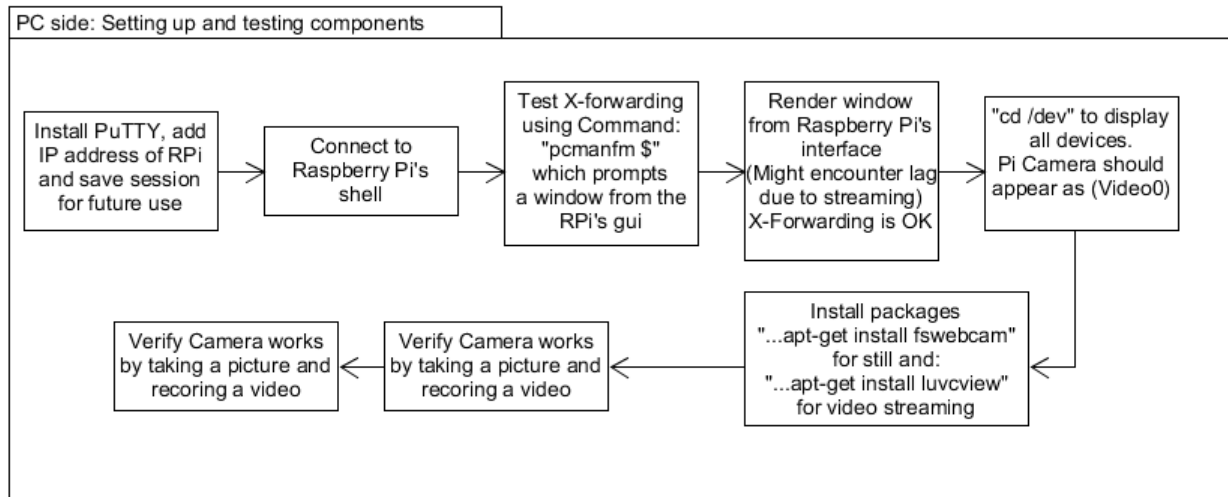 PC side: Setting up and testing components
Install PuTTY, add
IP address of RPi
and save session
for future use
Connect to
Raspberry Pi's
shell
Test X-forwarding
using Command:
"pcmanfm $"
which prompts
a window from the
RPi's gui
Render window
from Raspberry Pi's
interface
(Might encounter lag
due to streaming)
X-Forwarding is OK
"cd /dev" to display
all devices.
Pi Camera should
appear as (Video0)
Install packages
"...apt-get install fswebcam"
for still and:
"...apt-get install luvcview"
for video streaming
Verify Camera works
by taking a picture and
recoring a video
Verify Camera works
by taking a picture and
recoring a video